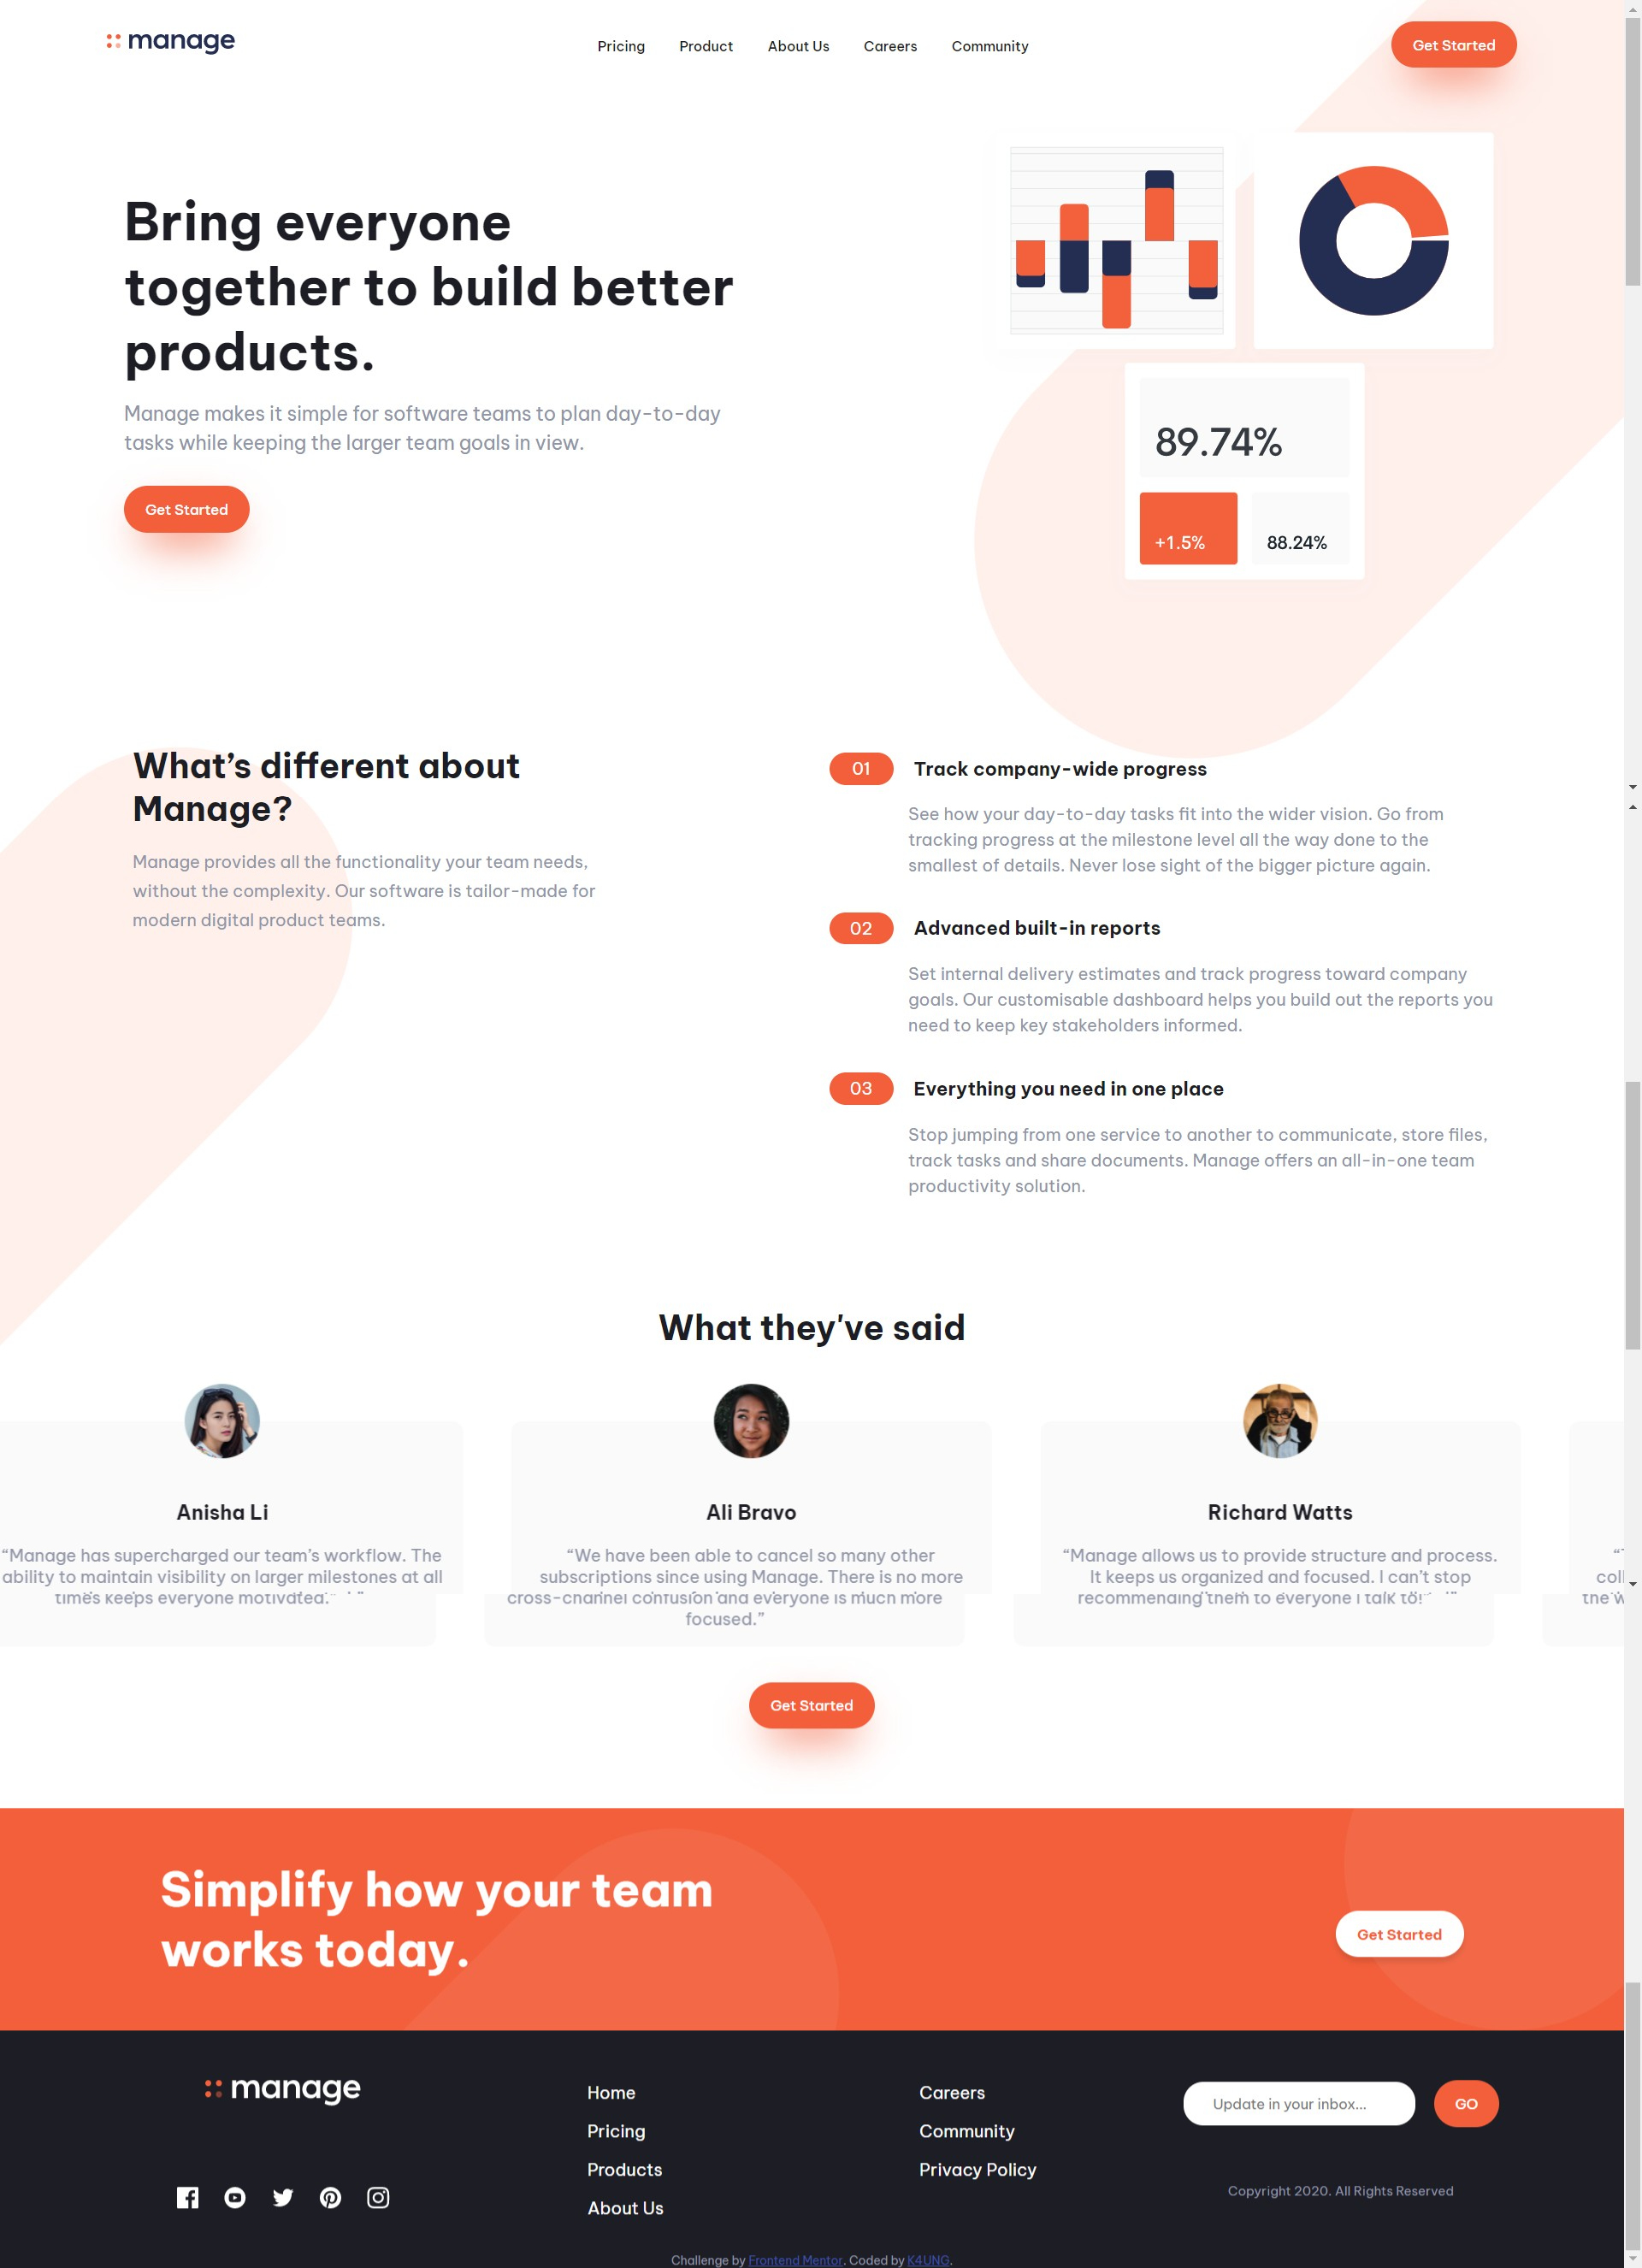 manage
Pricing Product About Us Careers Community
Get Started
Bring everyone
together to build better
products.
Manage makes it simple for software teams to plan day-to-day
tasks while keeping the larger team goals in view.
Get Started
89.74%
+1.5%
88.24%
What’s different about
Manage?
Manage provides all the functionality your team needs,
without the complexity. Our software is tailor-made for
modern digital product teams.
01 Track company-wide progress
See how your day-to-day tasks fit into the wider vision. Go from
tracking progress at the milestone level all the way done to the
smallest of details. Never lose sight of the bigger picture again.
02 Advanced built-in reports
Set internal delivery estimates and track progress toward company
goals. Our customisable dashboard helps you build out the reports you
need to keep key stakeholders informed.
03 Everything you need in one place
Stop jumping from one service to another to communicate, store files,
track tasks and share documents. Manage offers an all-in-one team
productivity solution.
What they've said
Anisha Li
“Manage has supercharged our team’s workflow. The
ability to maintain visibility on larger milestones at all
times keeps everyone motivated.”
Ali Bravo
“We have been able to cancel so many other
subscriptions since using Manage. There is no more
cross-channel confusion and everyone is much more
focused.”
Richard Watts
“Manage allows us to provide structure and process.
It keeps us organized and focused. I can’t stop
recommending them to everyone I talk to!”
the
Get Started
Simplify how your team
works today.
Get Started
manage
Home
Pricing
Products
About Us
Careers
Community
Privacy Policy
Update in your inbox...
GO
Copyright 2020. All Rights Reserved
Challenge by Frontend Mentor. Coded by K4UNG.